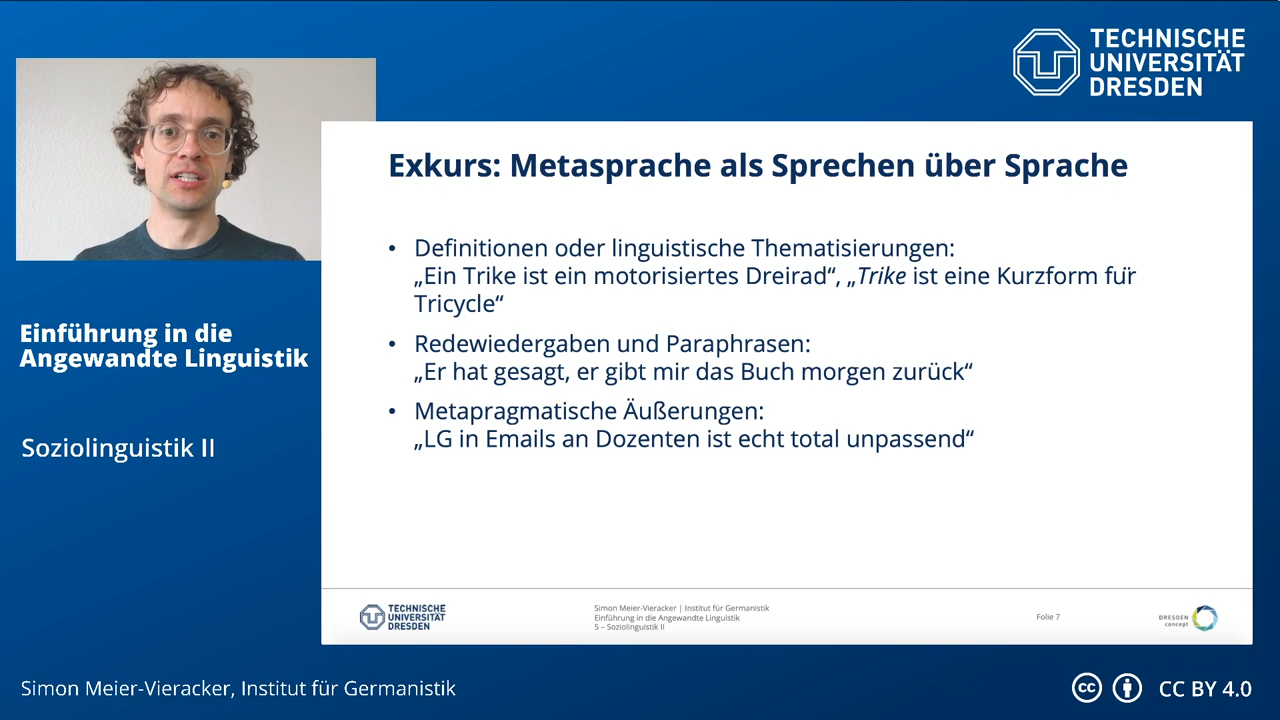 TECHNISCHE
UNIVERSITÄT
DRESDEN
Exkurs: Metasprache als Sprechen über Sprache
• Definitionen oder linguistische Thematisierungen:
„Ein Trike ist ein motorisiertes Dreirad“, „Trike ist eine Kurzform für
Tricycle“
• Redewiedergaben und Paraphrasen:
„Er hat gesagt, er gibt mir das Buch morgen zurück“
• Metapragmatische Äußerungen:
„LG in Emails an Dozenten ist echt total unpassend“
Einführung in die
Angewandte Linguistik
Soziolinguistik II
TECHNISCHE
UNIVERSITÄT
DRESDEN
Simon Meier-Vieracker | Institut für Germanistik
Einführung in die Angewandte Linguistik
5 – Soziolinguistik II
Folie 7
DRESDEN
concept
Simon Meier-Vieracker, Institut für Germanistik
cc
CC BY 4.0